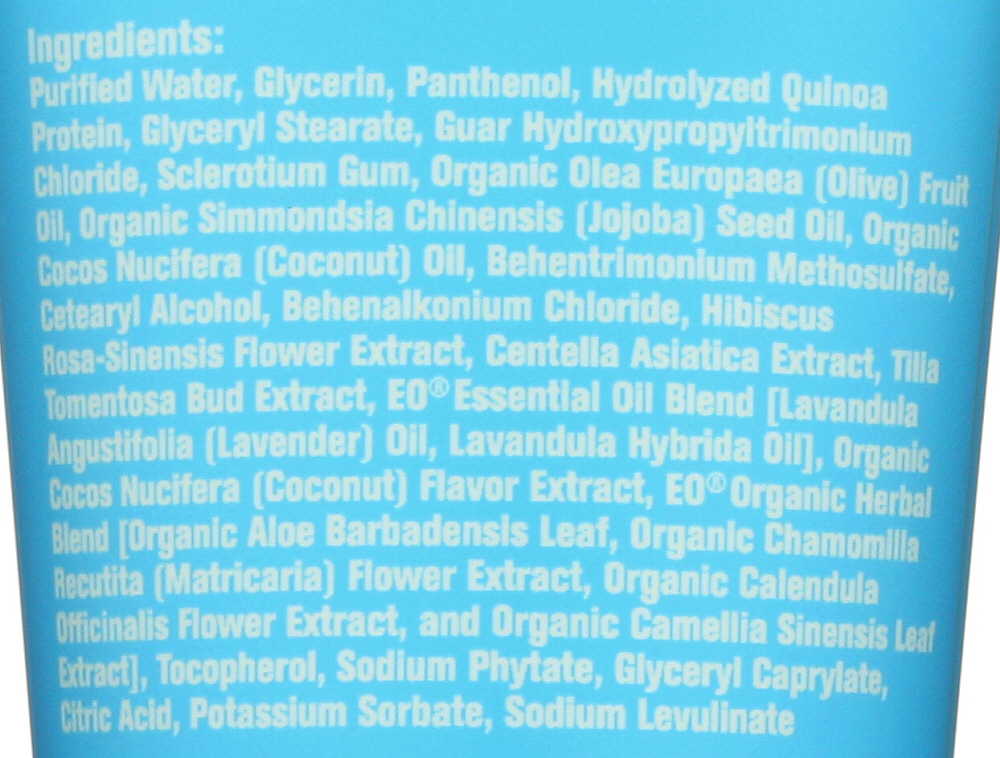 Ingredients:
Purified Water, Glycerin, Panthenol, Hydrolyzed Quinoa
Protein, Glyceryl Stearate, Guar Hydroxypropyltrimonium
Chloride, Sclerotium Gum, Organic Olea Europaea (Olive) Fruit
Oil, Organic Simmondsia Chinensis (Jojoba) Seed Oil, Organic
Cocos Nucifera (Coconut) Oil, Behentrimonium Methosulfate,
Cetearyl Alcohol, Behenalkonium Chloride, Hibiscus
Rosa-Sinensis Flower Extract, Centella Asiatica Extract, Tilia
Tomentosa Bud Extract, EO® Essential Oil Blend [Lavandula
Angustifolia (Lavender) Oil, Lavandula Hybrida Oil], Organic
Cocos Nucifera (Coconut) Flavor Extract, EO® Organic Herbal
Blend [Organic Aloe Barbadensis Leaf, Organic Chamomilla
Recutita (Matricaria) Flower Extract, Organic Calendula
Officinalis Flower Extract, and Organic Camellia Sinensis Leaf
Extract], Tocopherol, Sodium Phytate, Glyceryl Caprylate,
Citric Acid, Potassium Sorbate, Sodium Levulinate